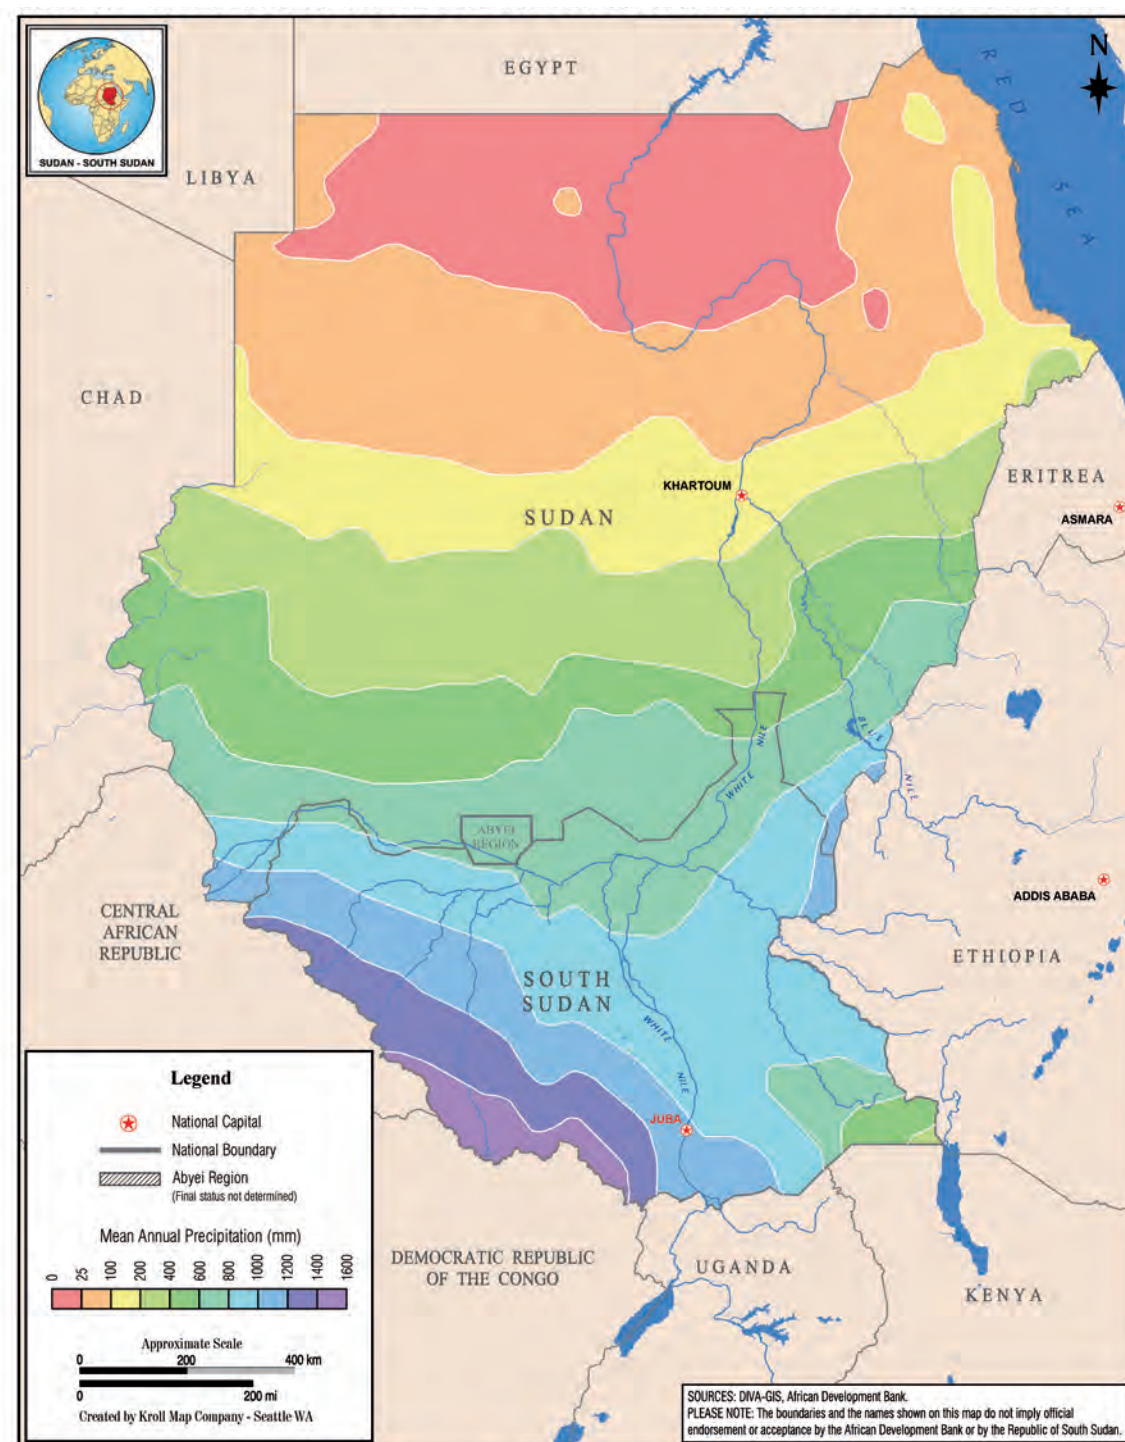 SUDAN - SOUTH SUDAN
N
EGYPT
RED SEA
LIBYA
CHAD
ERITREA
KHARTOUM
SUDAN
ASMARA
WHITE NILE
BLUE NILE
ABYEI
REGION
ADDIS ABABA
CENTRAL
AFRICAN
REPUBLIC
ETHIOPIA
SOUTH
SUDAN
WHITE NILE
JUBA
DEMOCRATIC REPUBLIC
OF THE CONGO
UGANDA
KENYA
Legend
National Capital
National Boundary
Abyei Region
(Final status not determined)
Mean Annual Precipitation (mm)
0 25 100 200 400 600 800 1000 1200 1400 1600
Approximate Scale
0 200 400 km
0 200 mi
Created by Kroll Map Company - Seattle WA
SOURCES: DIVA-GIS, African Development Bank.
PLEASE NOTE: The boundaries and the names shown on this map do not imply official
endorsement or acceptance by the African Development Bank or by the Republic of South Sudan.